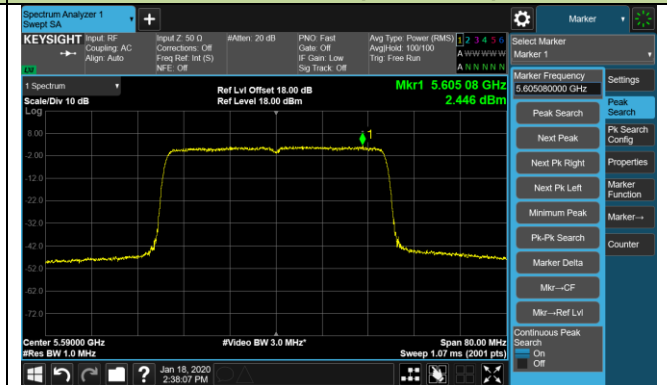 Spectrum Analyzer 1
Swept SA
Marker
KEYSIGHT
Input: RF
Coupling: AC
Align: Auto
Input Z: 50 Ω
Corrections: Off
Freq Ref: Int (S)
NFE: Off
#Atten: 20 dB
PNO: Fast
Gate: Off
IF Gain: Low
Sig Track: Off
Avg Type: Power (RMS)
Avg|Hold: 100/100
Trig: Free Run
1 2 3 4 5 6
A W W W W W
A N N N N N
Select Marker
Marker 1
1 Spectrum
Scale/Div 10 dB
Log
Ref Lvl Offset 18.00 dB
Ref Level 18.00 dBm
Mkr1 5.605 08 GHz
2.446 dBm
1
8.00
-2.00
-12.0
-22.0
-32.0
-42.0
-52.0
-62.0
-72.0
Center 5.59000 GHz
#Res BW 1.0 MHz
#Video BW 3.0 MHz*
Span 80.00 MHz
Sweep 1.07 ms (2001 pts)
Marker Frequency
5.605080000 GHz
Peak Search
Next Peak
Next Pk Right
Next Pk Left
Minimum Peak
Pk-Pk Search
Marker Delta
Mkr→CF
Mkr→Ref Lvl
Continuous Peak
Search
On
Off
Settings
Peak
Search
Pk Search
Config
Properties
Marker
Function
Marker→
Counter
Jan 18, 2020
2:38:07 PM